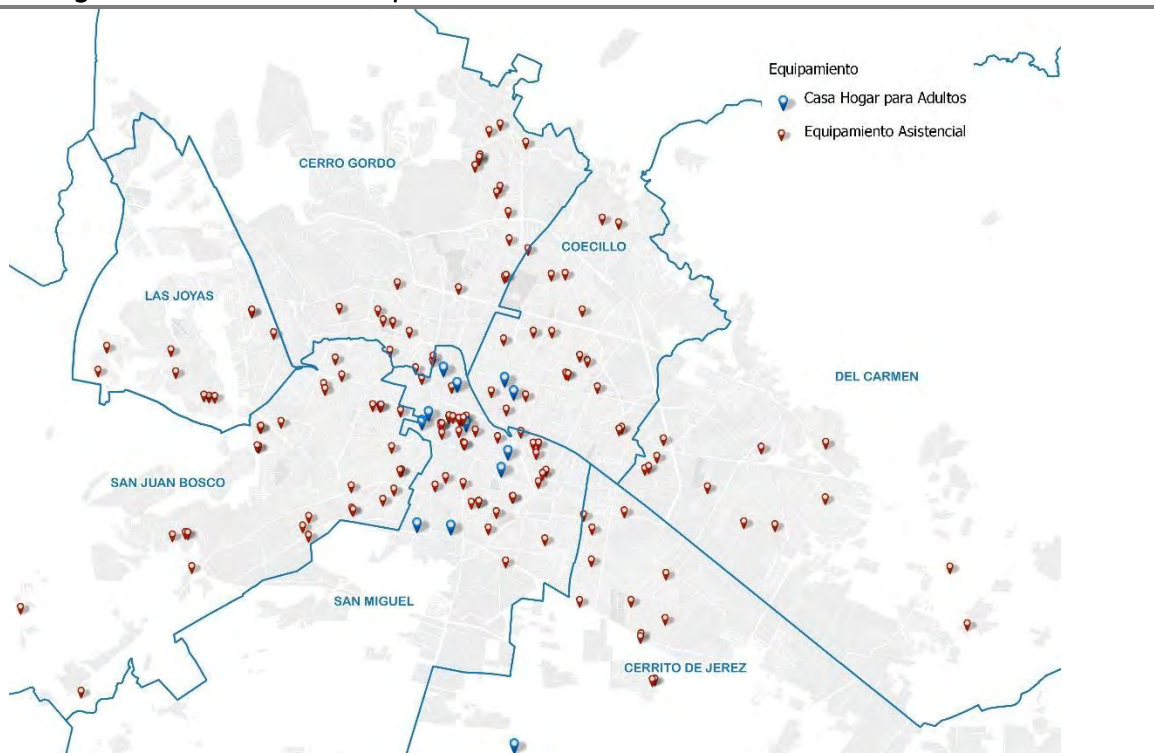 Equipamiento
Casa Hogar para Adultos
Equipamiento Asistencial
CERRO GORDO
COECILLO
LAS JOYAS
DEL CARMEN
SAN JUAN BOSCO
SAN MIGUEL
CERRITO DE JEREZ